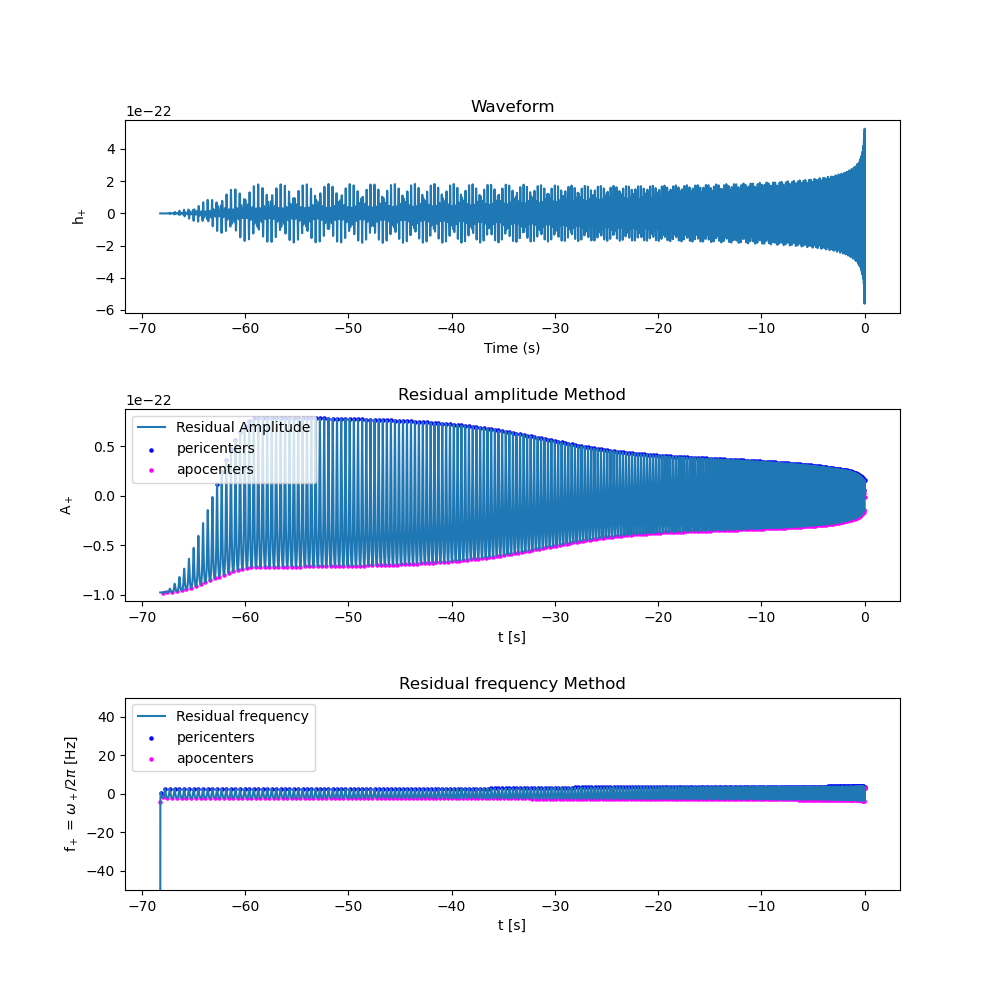 Waveform
1e−22
4
2
0
−2
−4
−6
h+
−70 −60 −50 −40 −30 −20 −10 0
Time (s)
Residual amplitude Method
1e−22
Residual Amplitude
pericenters
apocenters
0.5
0.0
−0.5
−1.0
A+
−70 −60 −50 −40 −30 −20 −10 0
t [s]
Residual frequency Method
Residual frequency
pericenters
apocenters
40
20
0
−20
−40
f+ = ω+/2π [Hz]
−70 −60 −50 −40 −30 −20 −10 0
t [s]